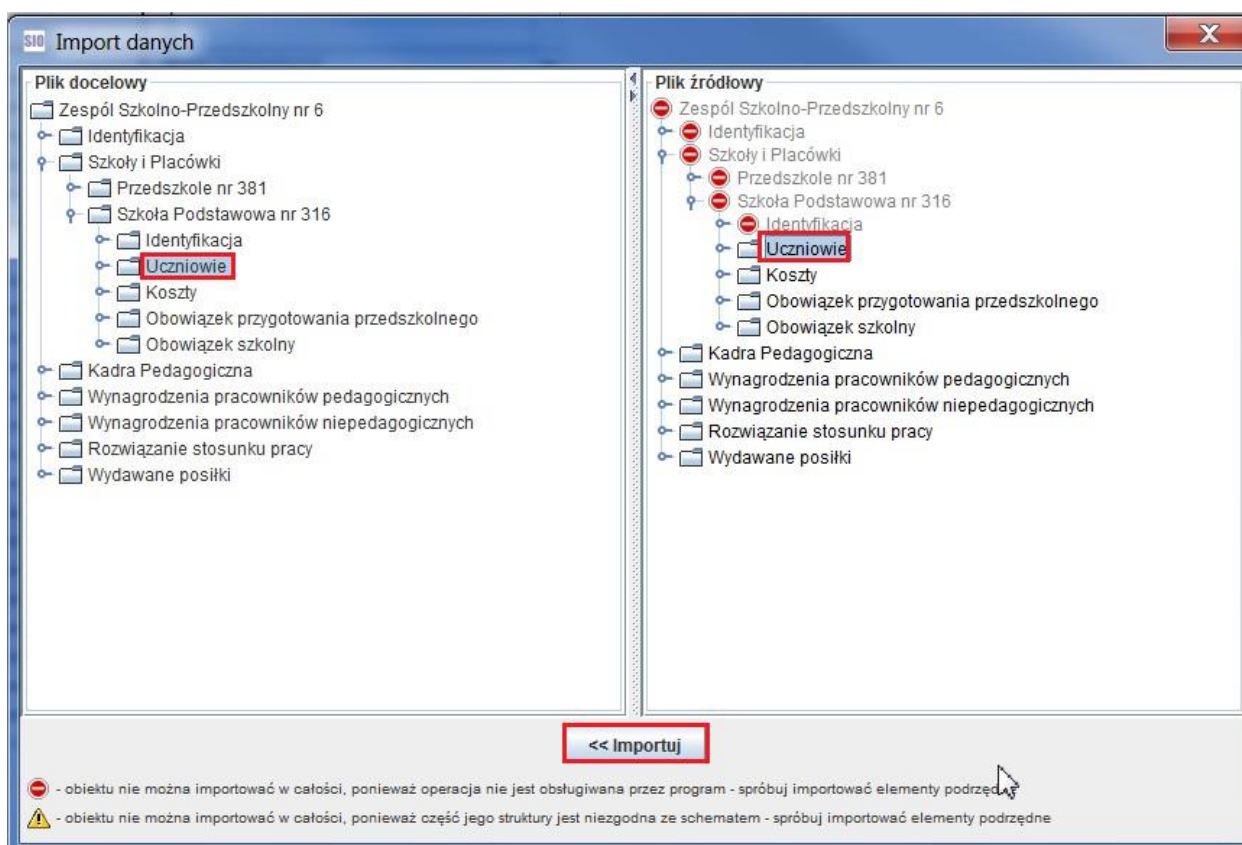 SIO Import danych
X
Plik docelowy
Zespól Szkolno-Przedszkolny nr 6
Identyfikacja
Szkoły i Placówki
Przedszkole nr 381
Szkoła Podstawowa nr 316
Identyfikacja
Uczniowie
Koszty
Obowiązek przygotowania przedszkolnego
Obowiązek szkolny
Kadra Pedagogiczna
Wynagrodzenia pracowników pedagogicznych
Wynagrodzenia pracowników niepedagogicznych
Rozwiązanie stosunku pracy
Wydawane posiłki
Plik źródłowy
Zespól Szkolno-Przedszkolny nr 6
Identyfikacja
Szkoły i Placówki
Przedszkole nr 381
Szkoła Podstawowa nr 316
Identyfikacja
Uczniowie
Koszty
Obowiązek przygotowania przedszkolnego
Obowiązek szkolny
Kadra Pedagogiczna
Wynagrodzenia pracowników pedagogicznych
Wynagrodzenia pracowników niepedagogicznych
Rozwiązanie stosunku pracy
Wydawane posiłki
<< Importuj
- obiektu nie można importować w całości, ponieważ operacja nie jest obsługiwana przez program - spróbuj importować elementy podrzędne
- obiektu nie można importować w całości, ponieważ część jego struktury jest niezgodna ze schematem - spróbuj importować elementy podrzędne